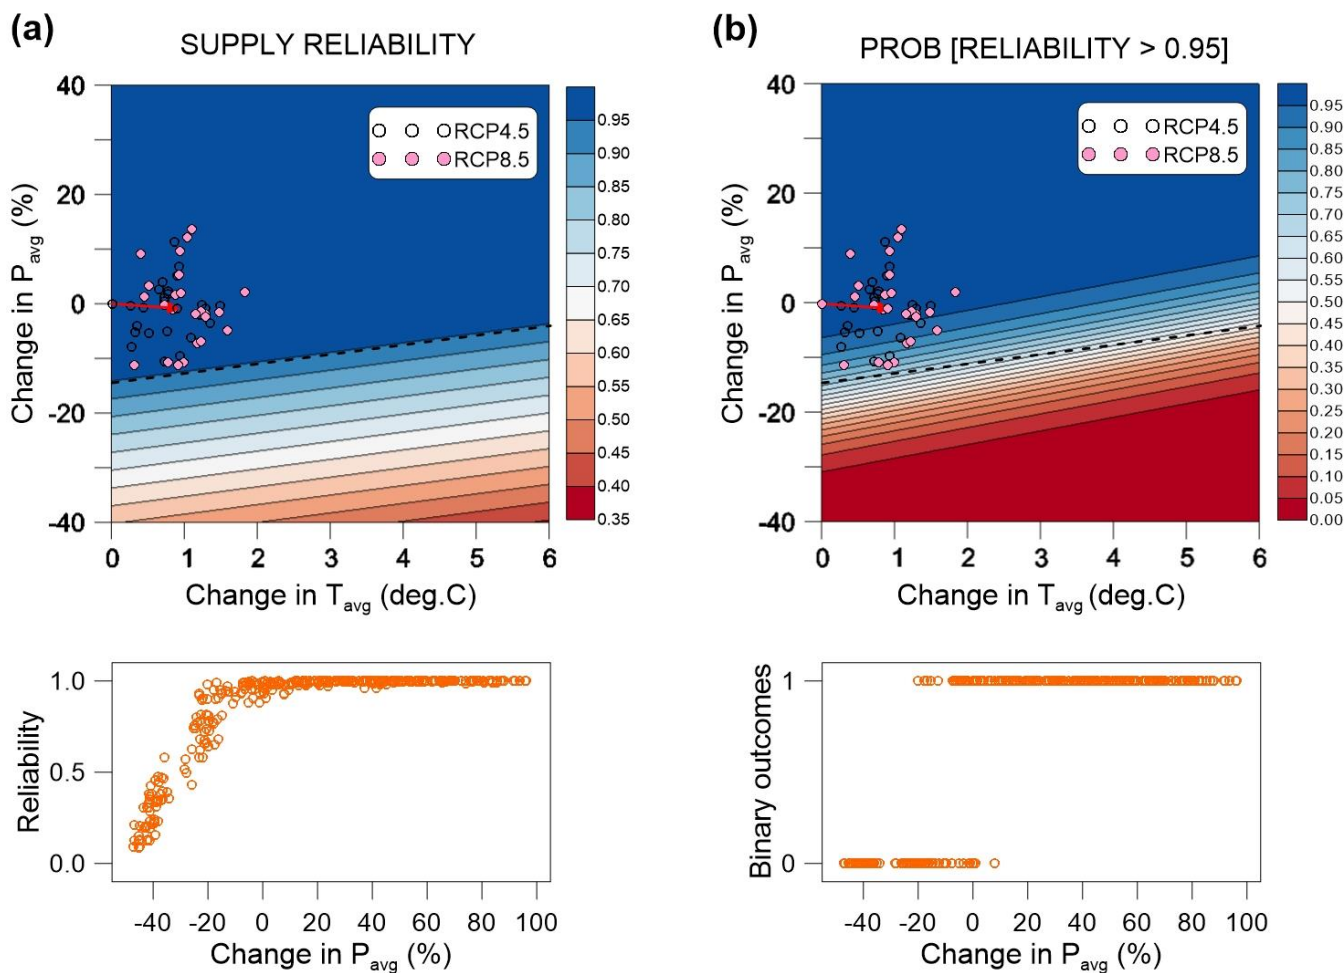 (a)
SUPPLY RELIABILITY
40
20
0
-20
-40
Change in Pavg (%)
RCP4.5
RCP8.5
0.95
0.90
0.85
0.80
0.75
0.70
0.65
0.60
0.55
0.50
0.45
0.40
0.35
0 1 2 3 4 5 6
Change in Tavg (deg.C)
(b)
PROB [RELIABILITY > 0.95]
40
20
0
-20
-40
Change in Pavg (%)
RCP4.5
RCP8.5
0.95
0.90
0.85
0.80
0.75
0.70
0.65
0.60
0.55
0.50
0.45
0.40
0.35
0.30
0.25
0.20
0.15
0.10
0.05
0.00
0 1 2 3 4 5 6
Change in Tavg (deg.C)
1.0
0.5
0.0
Reliability
-40 -20 0 20 40 60 80 100
Change in Pavg (%)
1
0
Binary outcomes
-40 -20 0 20 40 60 80 100
Change in Pavg (%)